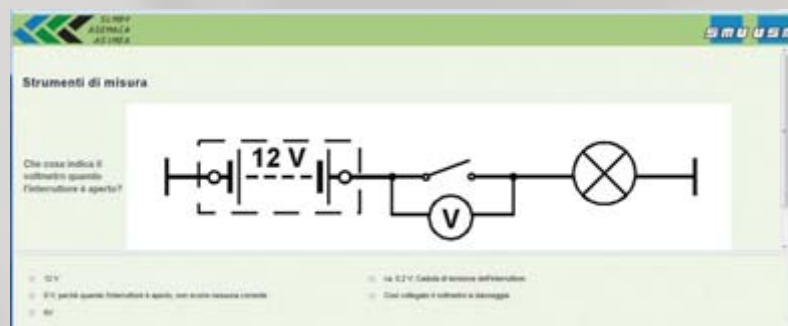 SLMPV
ASEMACA
ASIMEA
smu usm
Strumenti di misura
Che cosa indica il
voltmetro quando
l'interruttore è aperto?
12 V
V
12 V
0 V, perché quando l'interruttore è aperto, non scorre nessuna corrente
6V
ca. 0,2 V. Caduta di tensione dell'interruttore
Così collegato il voltmetro si danneggia